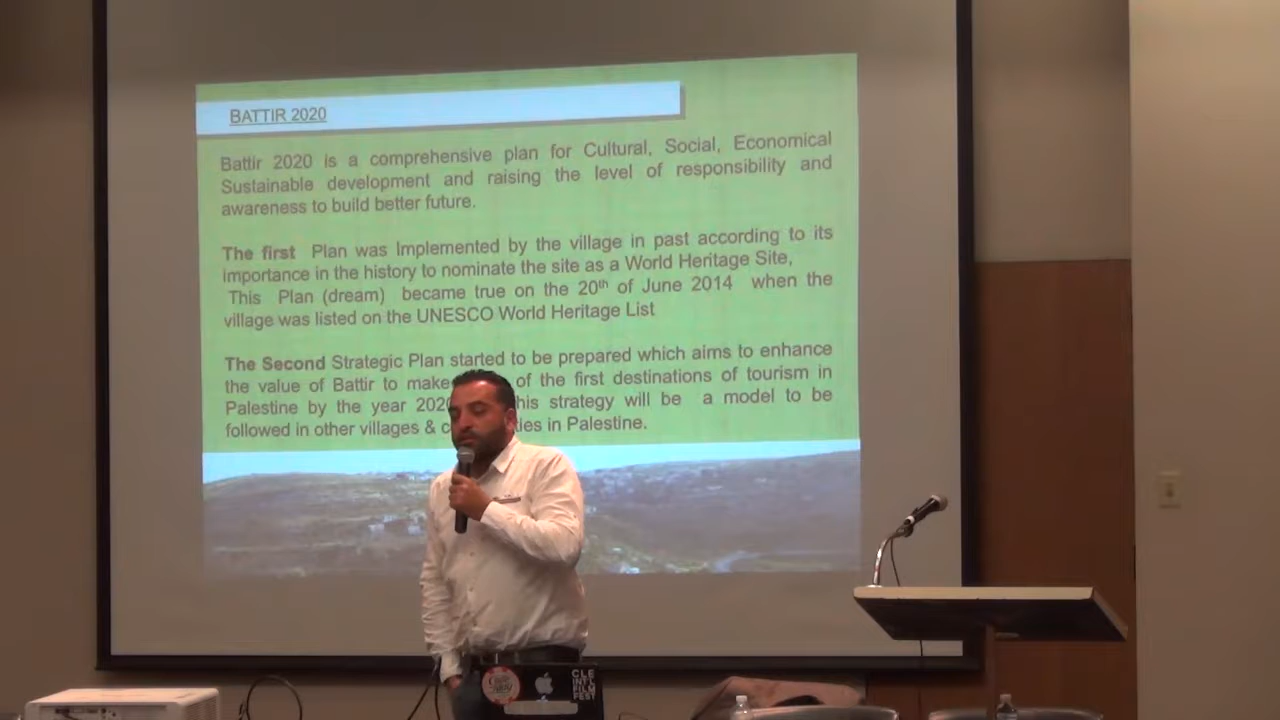 BATTIR 2020
Battir 2020 is a comprehensive plan for Cultural, Social, Economical
Sustainable development and raising the level of responsibility and
awareness to build better future.
The first Plan was Implemented by the village in past according to its
importance in the history to nominate the site as a World Heritage Site,
This Plan (dream) became true on the 20th of June 2014 when the
village was listed on the UNESCO World Heritage List
The Second Strategic Plan started to be prepared which aims to enhance
the value of Battir to make of the first destinations of tourism in
Palestine by the year 202 his strategy will be a model to be
followed in other villages & c ties in Palestine.
CLE
INT'L
FILM
FEST